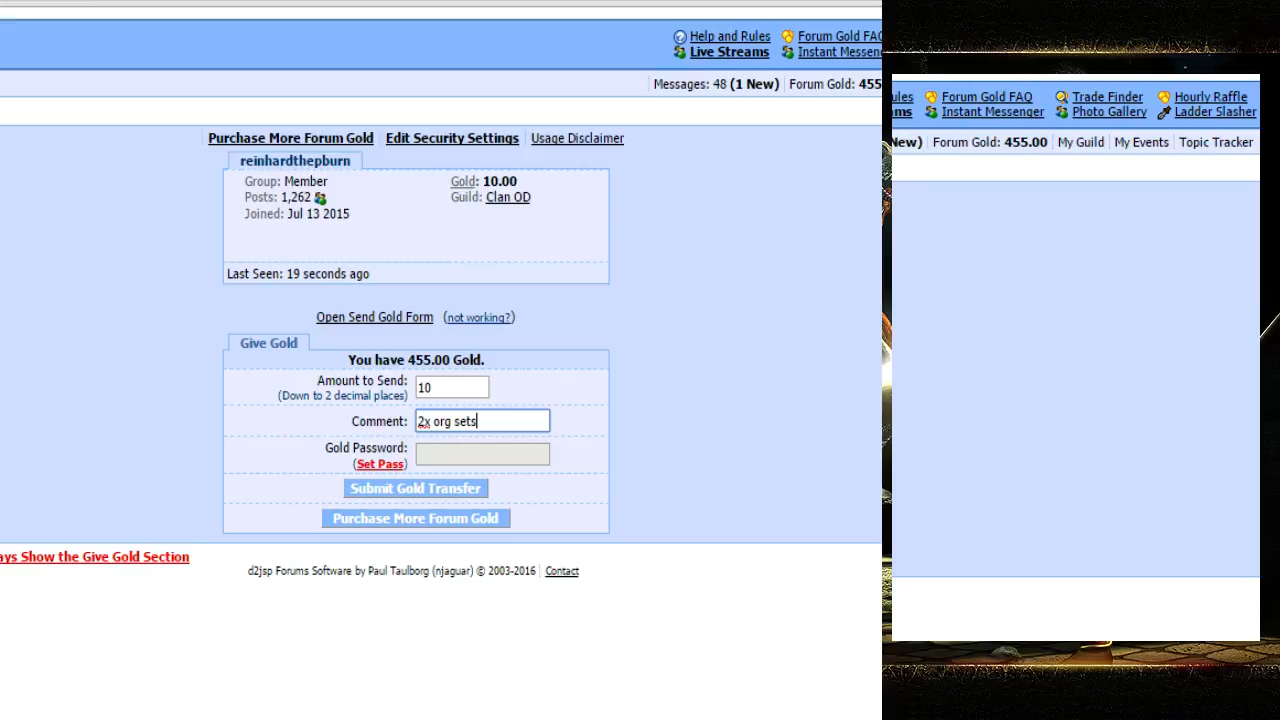 Help and Rules Forum Gold FAQ
Live Streams Instant Messen
Messages: 48 (1 New) Forum Gold: 455
Purchase More Forum Gold Edit Security Settings Usage Disclaimer
reinhardthepburn
Group: Member Gold: 10.00
Posts: 1,262 Guild: Clan OD
Joined: Jul 13 2015
Last Seen: 19 seconds ago
Open Send Gold Form (not working?)
Give Gold
You have 455.00 Gold.
Amount to Send: 10
(Down to 2 decimal places)
Comment: 2x org sets
Gold Password:
(Set Pass)
Submit Gold Transfer
Purchase More Forum Gold
ays Show the Give Gold Section
d2jsp Forums Software by Paul Taulborg (njaguar) © 2003-2016 Contact
ules Forum Gold FAQ Trade Finder Hourly Raffle
ms Instant Messenger Photo Gallery Ladder Slasher
New) Forum Gold: 455.00 My Guild My Events Topic Tracker